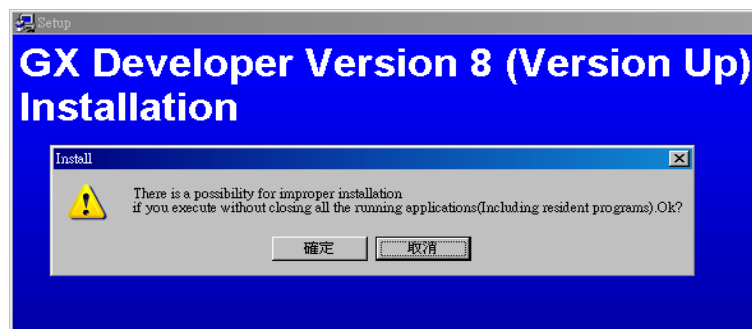 Setup
GX Developer Version 8 (Version Up)
Installation
Install
There is a possibility for improper installation
if you execute without closing all the running applications(Including resident programs).Ok?
確定
取消